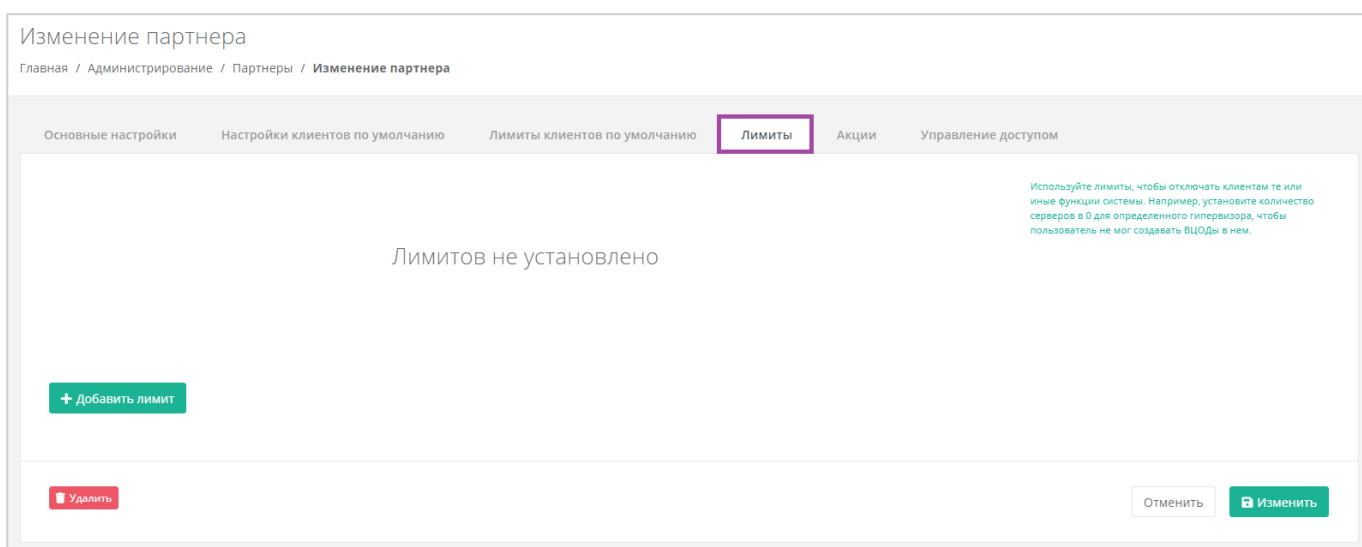 Изменение партнера
Главная / Администрирование / Партнеры / Изменение партнера
Основные настройки Настройки клиентов по умолчанию Лимиты клиентов по умолчанию Лимиты Акции Управление доступом
Используйте лимиты, чтобы отключать клиентам те или
иные функции системы. Например, установите количество
серверов в 0 для определенного гипервизора, чтобы
пользователь не мог создавать ВЦОДы в нем.
Лимитов не установлено
+ Добавить лимит
Удалить Отменить Изменить